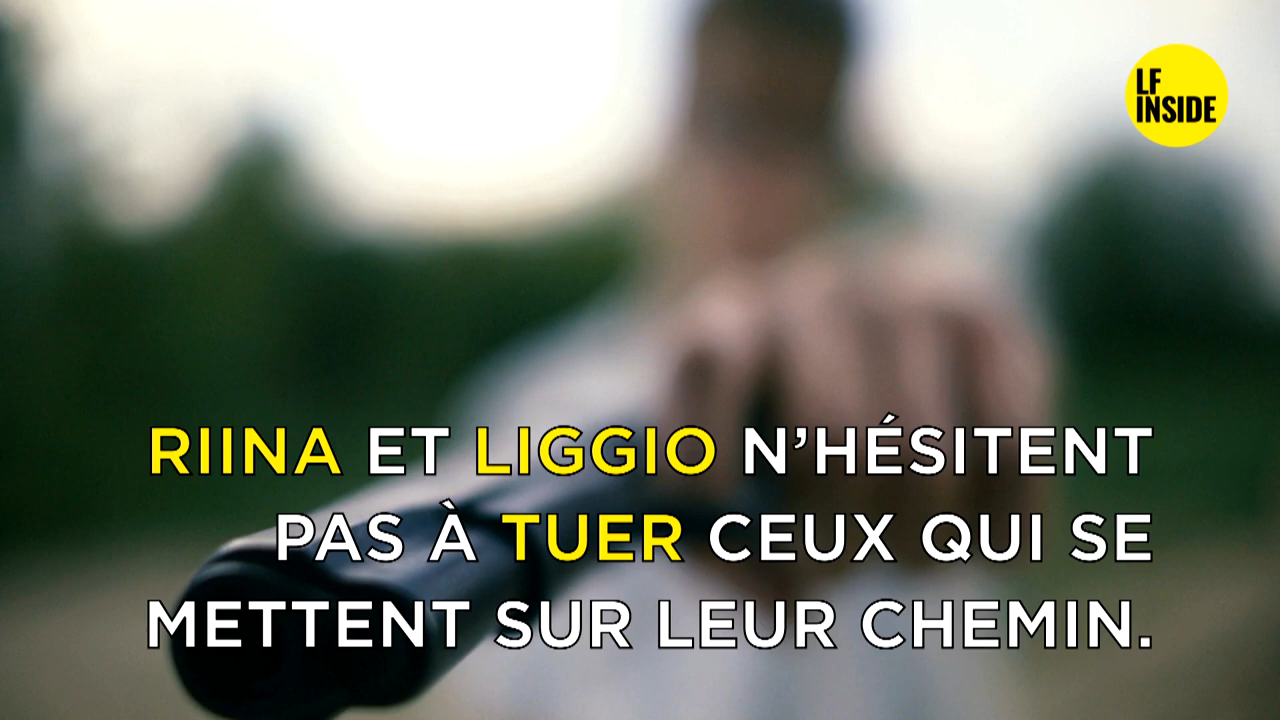 LF
INSIDE
RIINA ET LIGGIO N’HÉSITENT
PAS À TUER CEUX QUI SE
METTENT SUR LEUR CHEMIN.